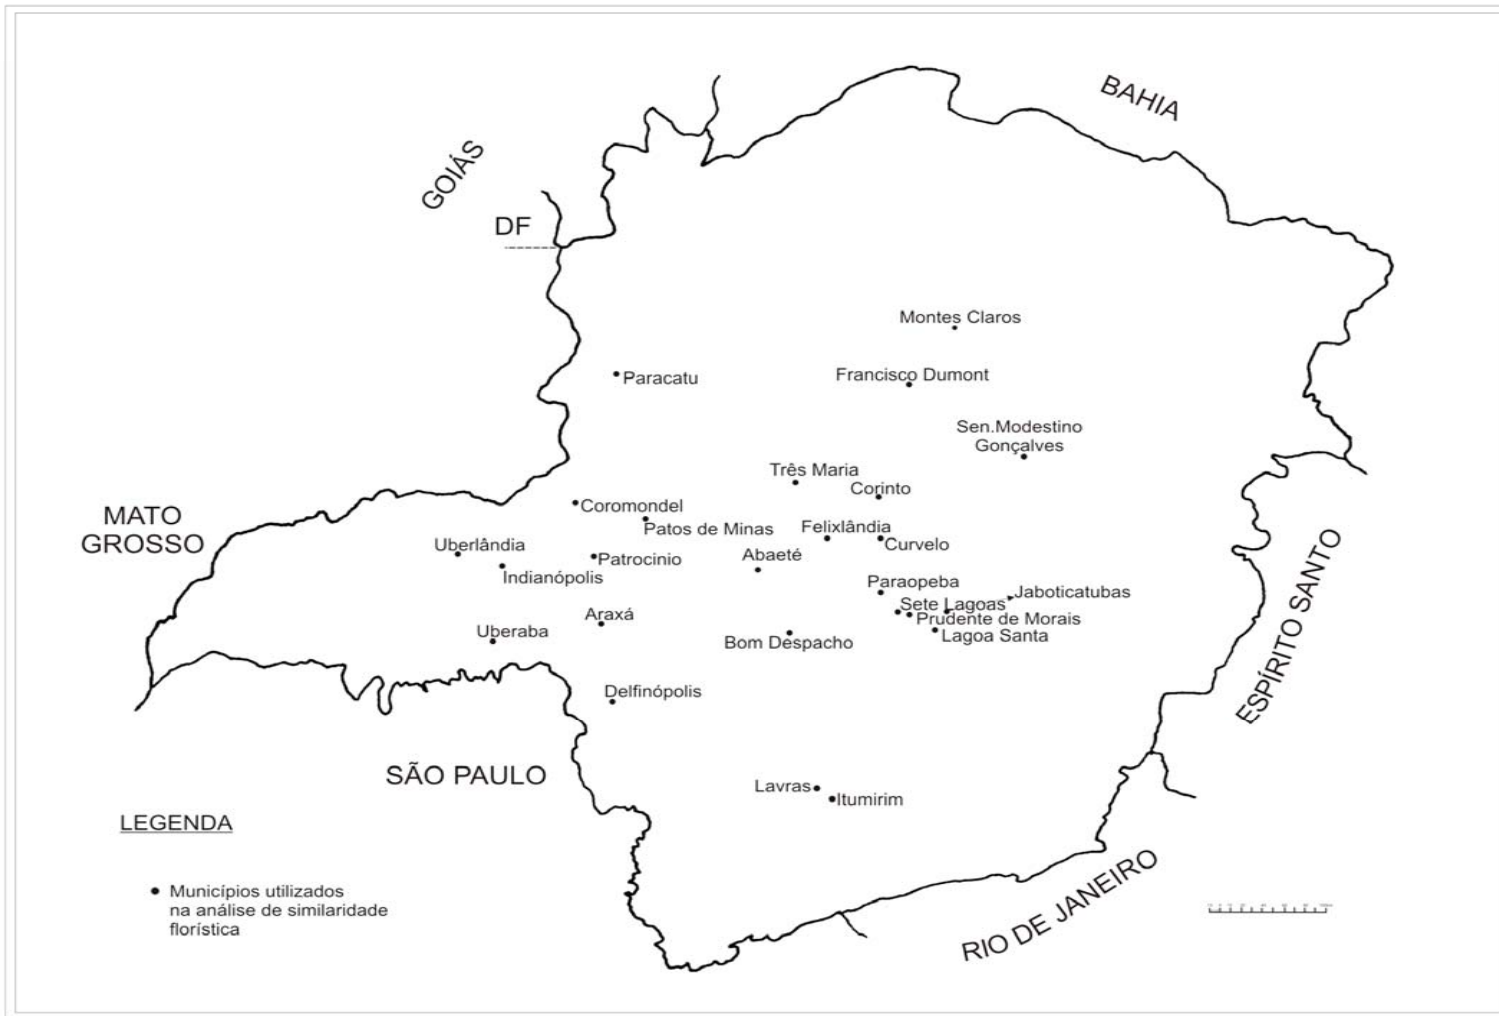 BAHIA
GOIÁS
DF
Montes Claros
Francisco Dumont
Paracatu
Sen.Modestino
Gonçalves
Três Maria
Corinto
Coromondel
MATO
GROSSO
Patos de Minas
Felixlândia
Uberlândia
Curvelo
Patrocinio
Abaeté
Indianópolis
Paraopeba
Jaboticatubas
Sete Lagoas
Araxá
Prudente de Morais
Uberaba
Lagoa Santa
Bom Despacho
ESPÍRITO SANTO
Delfinópolis
SÃO PAULO
Lavras
Itumirim
LEGENDA
Municípios utilizados
na análise de similaridade
florística
RIO DE JANEIRO